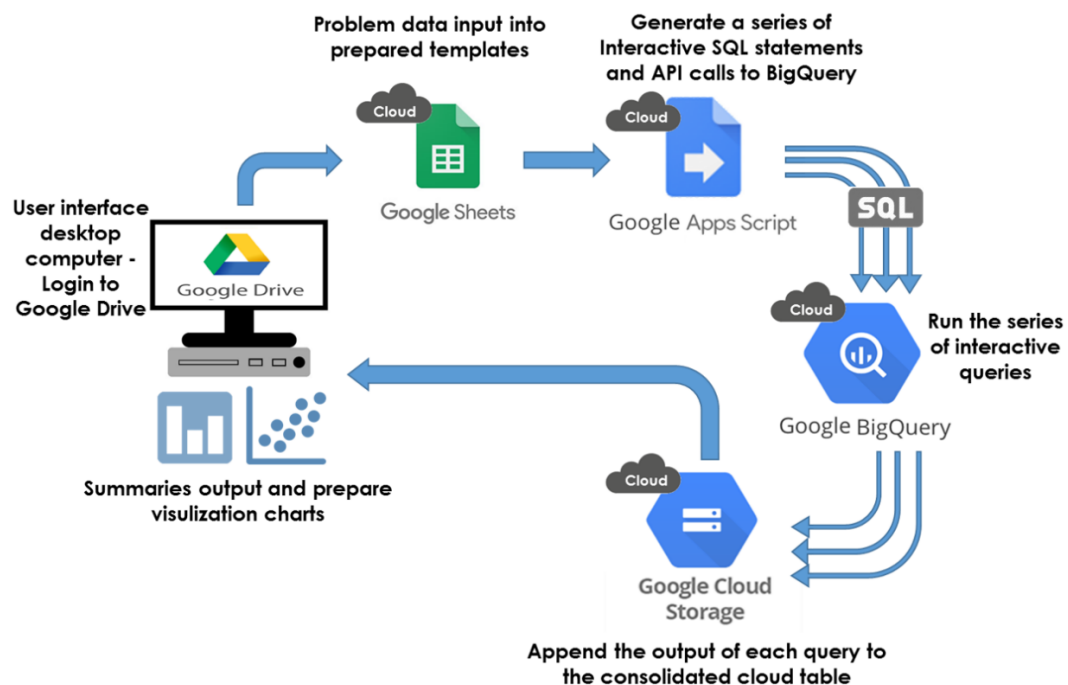 Problem data input into
prepared templates
Generate a series of
Interactive SQL statements
and API calls to BigQuery
Cloud
Cloud
Google Sheets
Google Apps Script
SQL
User interface
desktop
computer -
Login to
Google Drive
Google Drive
Cloud
Run the series
of interactive
queries
Google BigQuery
Summaries output and prepare
visulization charts
Cloud
Google Cloud
Storage
Append the output of each query to
the consolidated cloud table